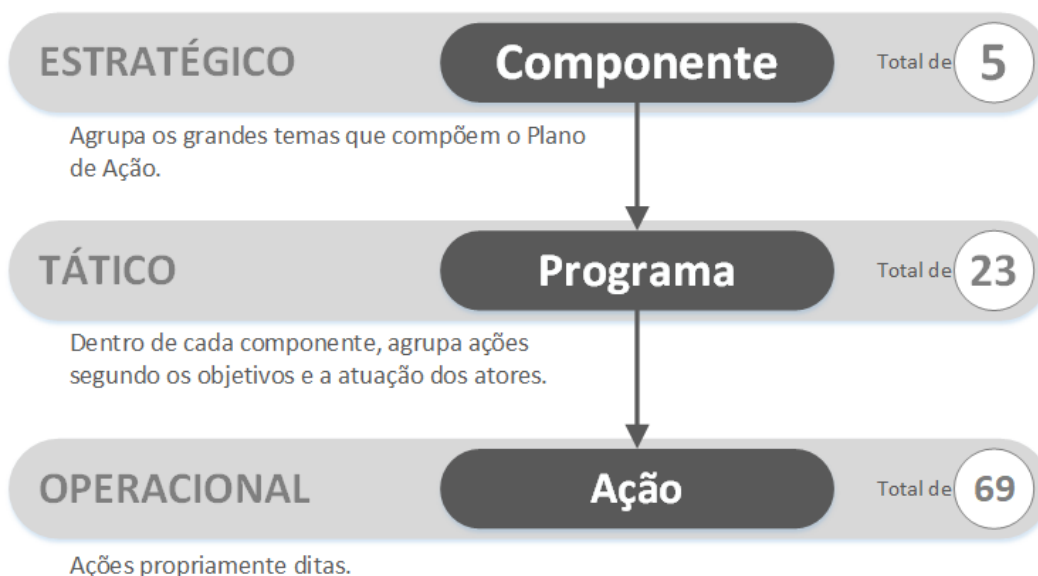 ESTRATÉGICO Componente Total de 5
Agrupa os grandes temas que compõem o Plano
de Ação.
TÁTICO Programa Total de 23
Dentro de cada componente, agrupa ações
segundo os objetivos e a atuação dos atores.
OPERACIONAL Ação Total de 69
Ações propriamente ditas.